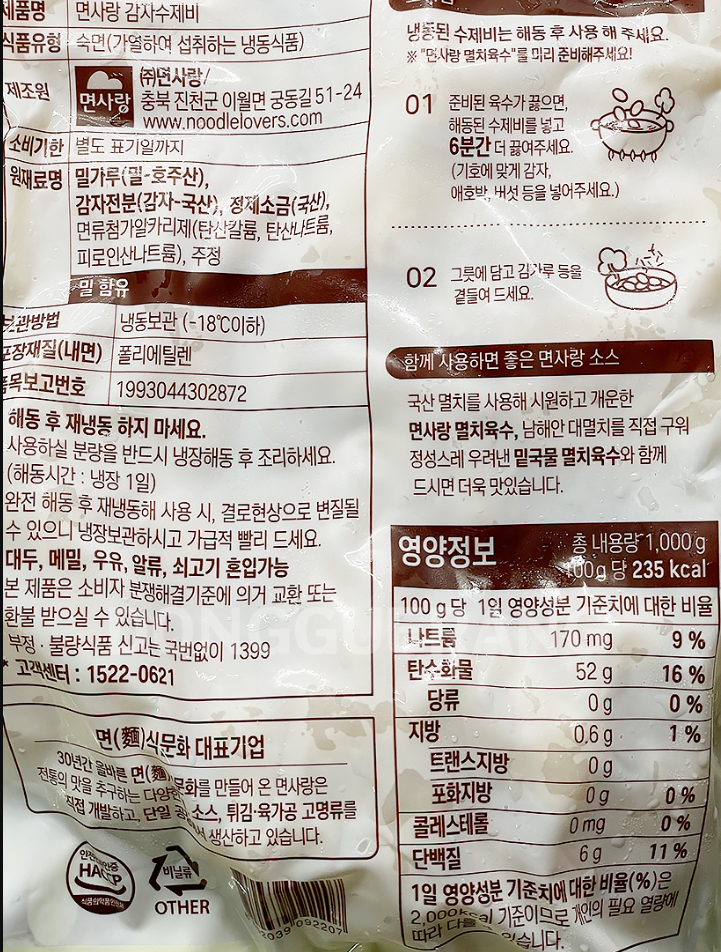 제품명 면사랑 감자수제비
식품유형 숙면(가열하여 섭취하는 냉동식품)
제조원
면사랑
㈜면사랑/
충북 진천군 이월면 궁동길 51-24
www.noodlelovers.com
소비기한 별도 표기일까지
원재료명 밀가루(밀-호주산),
감자전분(감자-국산), 정제소금(국산),
면류첨가알카리제(탄산칼륨, 탄산나트륨,
피로인산나트륨), 주정
밀 함유
보관방법 냉동보관 (-18℃이하)
포장재질(내면) 폴리에틸렌
품목보고번호 1993044302872
해동 후 재냉동 하지 마세요.
사용하실 분량을 반드시 냉장해동 후 조리하세요.
(해동시간 : 냉장 1일)
완전 해동 후 재냉동해 사용 시, 결로현상으로 변질될
수 있으니 냉장보관하시고 가급적 빨리 드세요.
대두, 메밀, 우유, 알류, 쇠고기 혼입가능
본 제품은 소비자 분쟁해결기준에 의거 교환 또는
환불 받으실 수 있습니다.
부정·불량식품 신고는 국번없이 1399
* 고객센터 : 1522-0621
면(麵)식문화 대표기업
30년간 올바른 면(麵)문화를 만들어 온 면사랑은
전통의 맛을 추구하는 다양한
직접 개발하고, 단일 소스, 튀김·육가공 고명류를
생산하고 있습니다.
HACCP
식품의약품안전처
비닐류
OTHER
092207
냉동된 수제비는 해동 후 사용 해 주세요.
※ "면사랑 멸치육수"를 미리 준비해주세요!
01 준비된 육수가 끓으면,
해동된 수제비를 넣고
6분간 더 끓여주세요.
(기호에 맞게 감자,
애호박, 버섯 등을 넣어주세요.)
02 그릇에 담고 김가루 등을
곁들여 드세요.
함께 사용하면 좋은 면사랑 소스
국산 멸치를 사용해 시원하고 개운한
면사랑 멸치육수, 남해안 대멸치를 직접 구워
정성스레 우려낸 밑국물 멸치육수와 함께
드시면 더욱 맛있습니다.
영양정보
총 내용량 1,000 g
100 g 당 235 kcal
100 g 당 1일 영양성분 기준치에 대한 비율
나트륨 170 mg 9 %
탄수화물 52 g 16 %
당류 0 g 0 %
지방 0.6 g 1 %
트랜스지방 0 g
포화지방 0 g 0 %
콜레스테롤 0 mg 0 %
단백질 6 g 11 %
1일 영양성분 기준치에 대한 비율(%)은
2,000kcal 기준이므로 개인의 필요 열량에
따라 다를 수 있습니다.